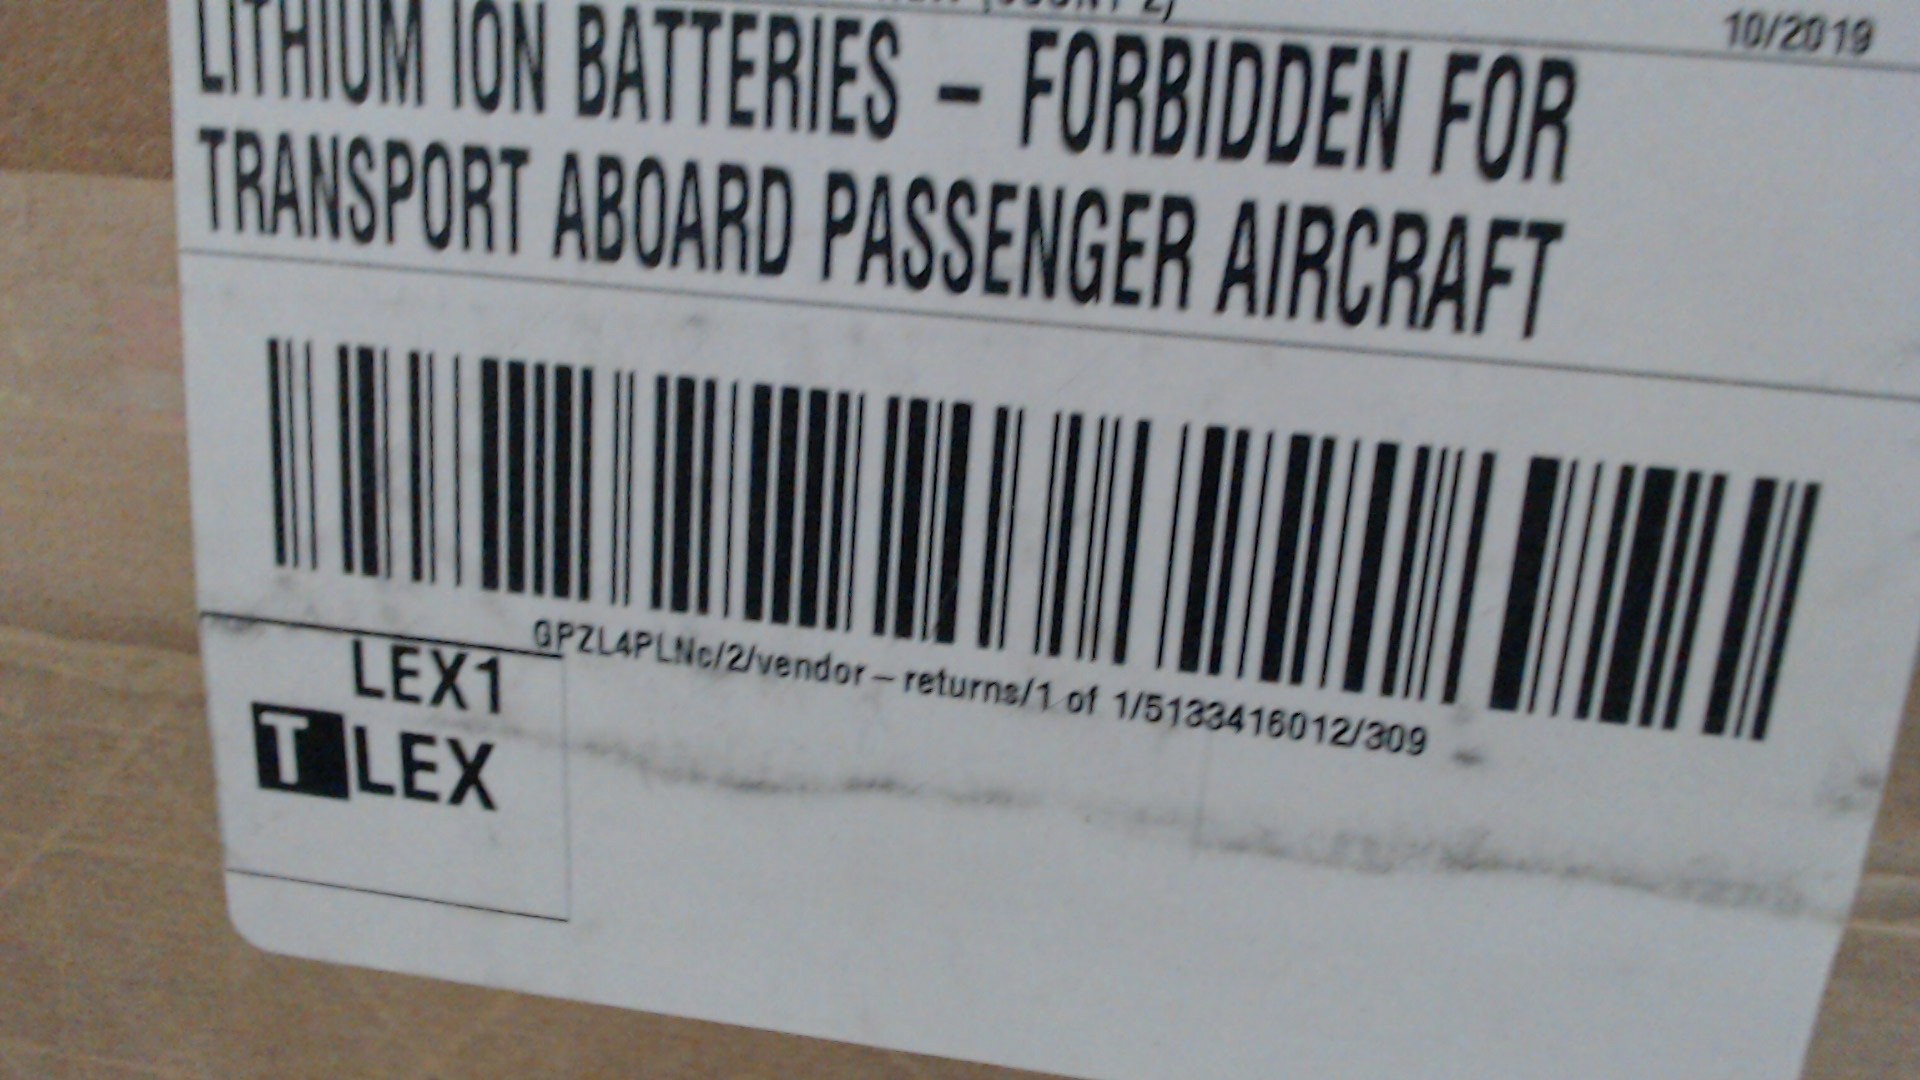 10/2019
LITHIUM ION BATTERIES – FORBIDDEN FOR
TRANSPORT ABOARD PASSENGER AIRCRAFT
GPZL4PLNc/2/vendor-returns/1 of 1/5133416012/309
LEX1
T LEX